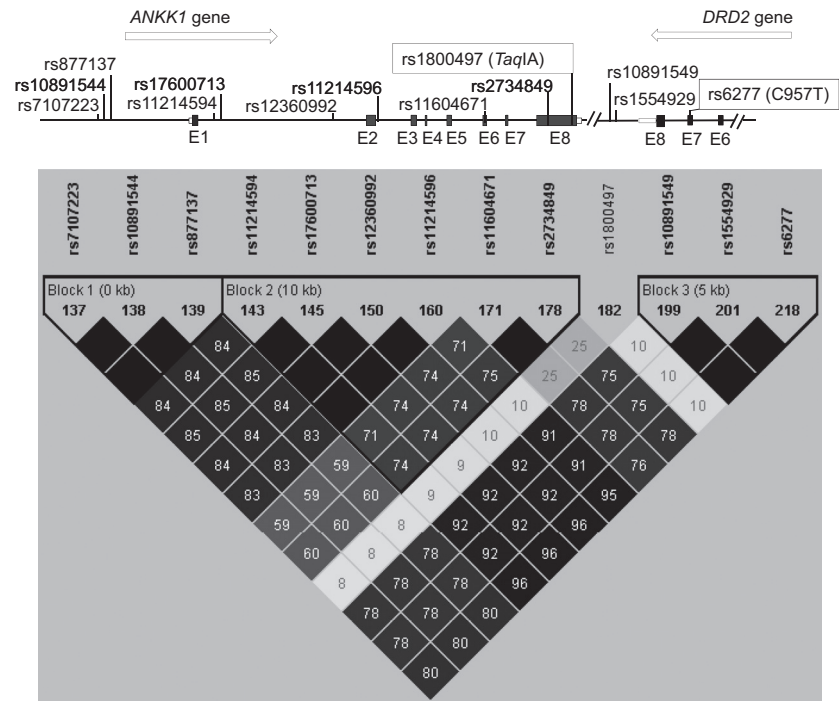 ANKK1 gene DRD2 gene
rs877137 rs1800497 (TaqIA) rs10891549
rs10891544 rs17600713 rs11214596 rs2734849
rs7107223 rs11214594 rs12360992 rs11604671 rs1554929 rs6277 (C957T)
E1 E2 E3 E4 E5 E6 E7 E8 E8 E7 E6
rs7107223 rs10891544 rs877137 rs11214594 rs17600713 rs12360992 rs11214596 rs11604671 rs2734849 rs1800497 rs10891549 rs1554929 rs6277
Block 1 (0 kb) Block 2 (10 kb) Block 3 (5 kb)
137 138 139 143 145 150 160 171 178 182 199 201 218
84 71 25 10
84 85 74 75 25 75 10
84 85 84 74 74 10 78 75 10
85 84 83 71 74 10 91 78 78
84 83 59 74 9 92 91 76
83 59 60 9 92 92 95
59 60 8 92 92 96
60 8 78 92 96
8 78 78 96
78 78 80
78 80
80